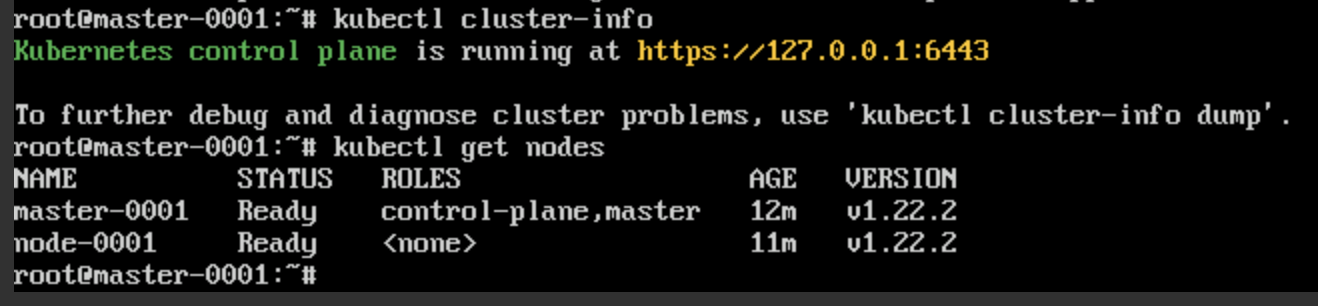 root@master-0001:~# kubectl cluster-info
Kubernetes control plane is running at https://127.0.0.1:6443
To further debug and diagnose cluster problems, use 'kubectl cluster-info dump'.
root@master-0001:~# kubectl get nodes
NAME STATUS ROLES AGE VERSION
master-0001 Ready control-plane,master 12m v1.22.2
node-0001 Ready <none> 11m v1.22.2
root@master-0001:~#